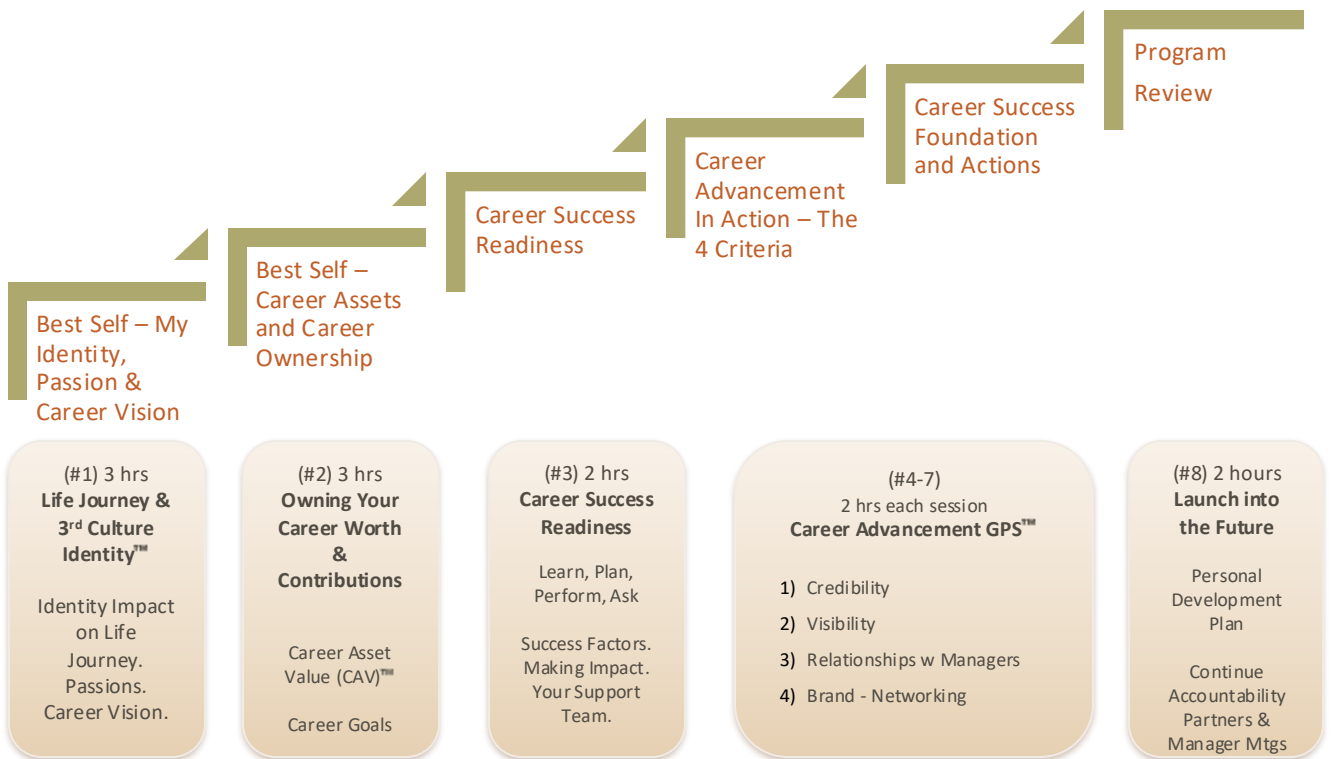 Best Self – My
Identity,
Passion &
Career Vision
Best Self –
Career Assets
and Career
Ownership
Career Success
Readiness
Career
Advancement
In Action – The
4 Criteria
Career Success
Foundation
and Actions
Program
Review
(#1) 3 hrs
Life Journey &
3rd Culture
Identity™
Identity Impact
on Life
Journey.
Passions.
Career Vision.
(#2) 3 hrs
Owning Your
Career Worth
&
Contributions
Career Asset
Value (CAV)™
Career Goals
(#3) 2 hrs
Career Success
Readiness
Learn, Plan,
Perform, Ask
Success Factors.
Making Impact.
Your Support
Team.
(#4-7)
2 hrs each session
Career Advancement GPS™
1) Credibility
2) Visibility
3) Relationships w Managers
4) Brand - Networking
(#8) 2 hours
Launch into
the Future
Personal
Development
Plan
Continue
Accountability
Partners &
Manager Mtgs